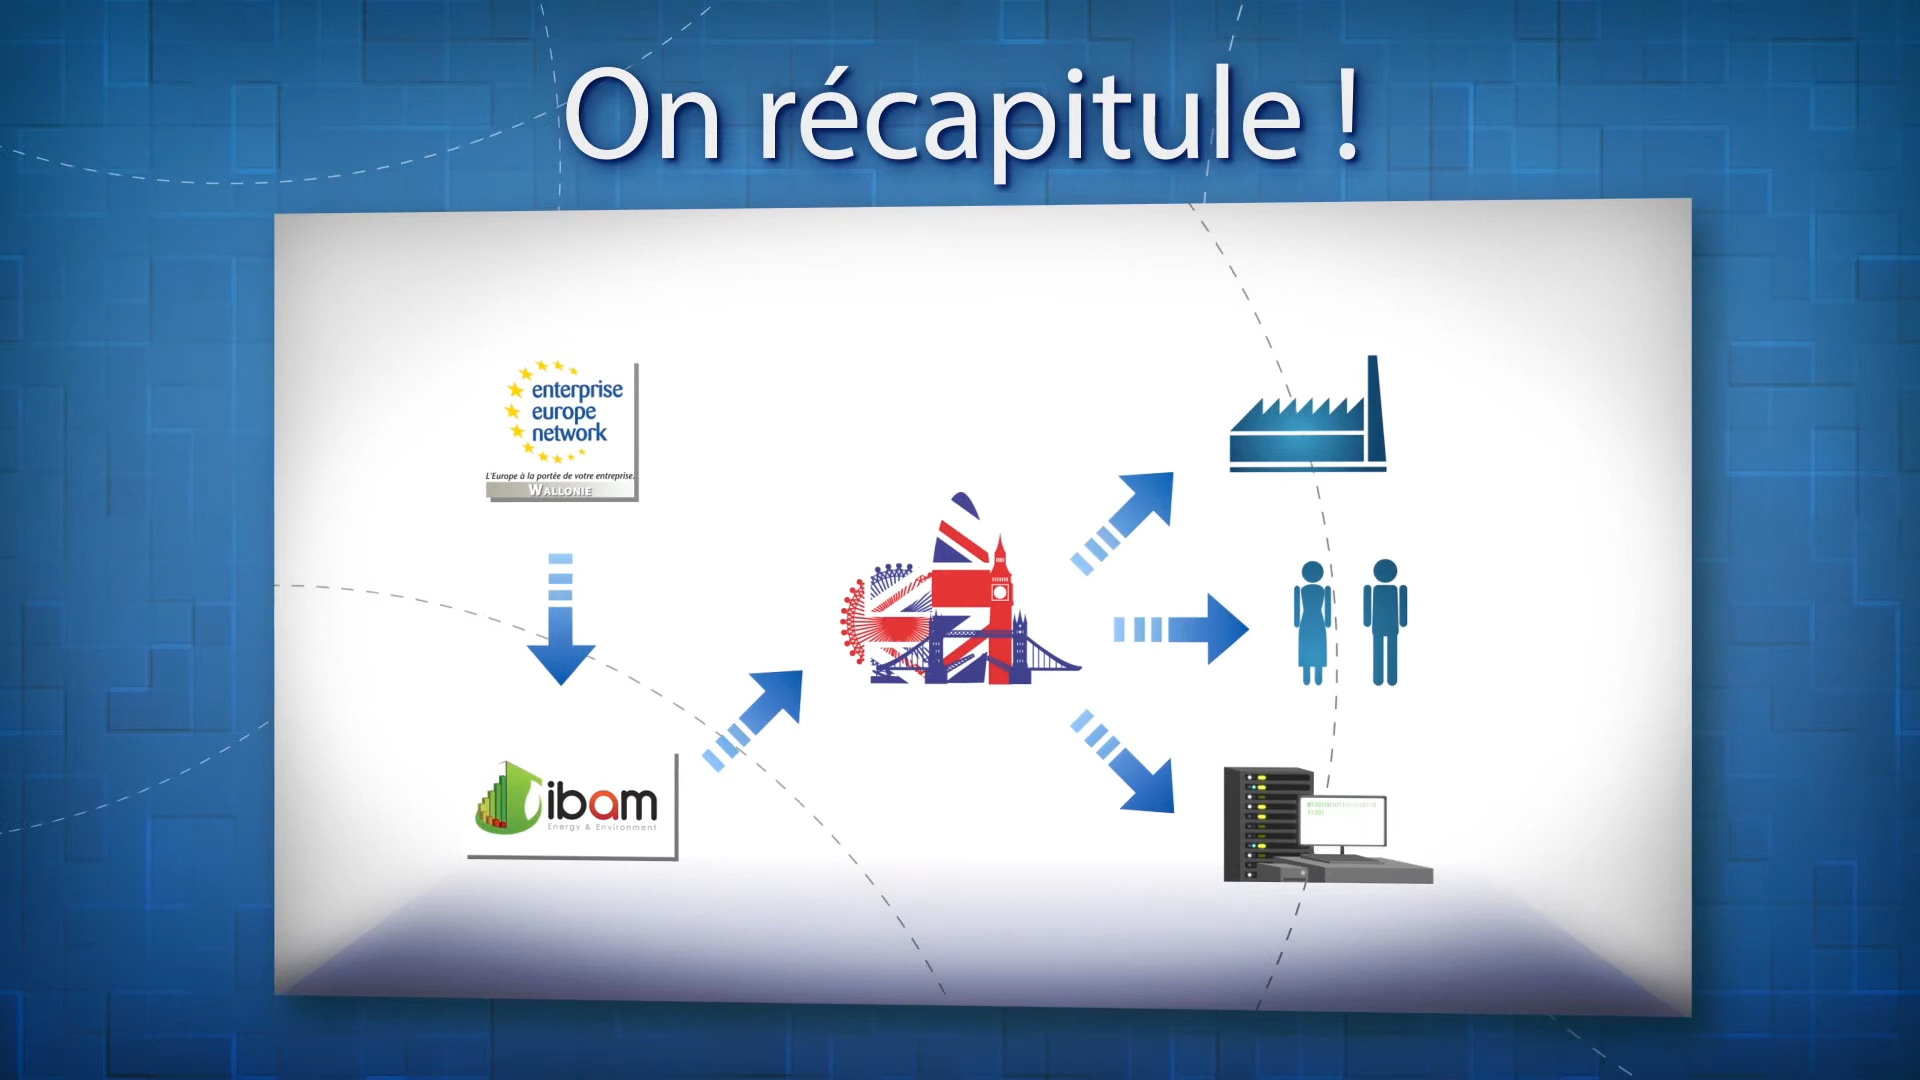 On récapitule !
enterprise
europe
network
L'Europe à la portée de votre entreprise.
WALLONIE
ibam
Energy & Environment